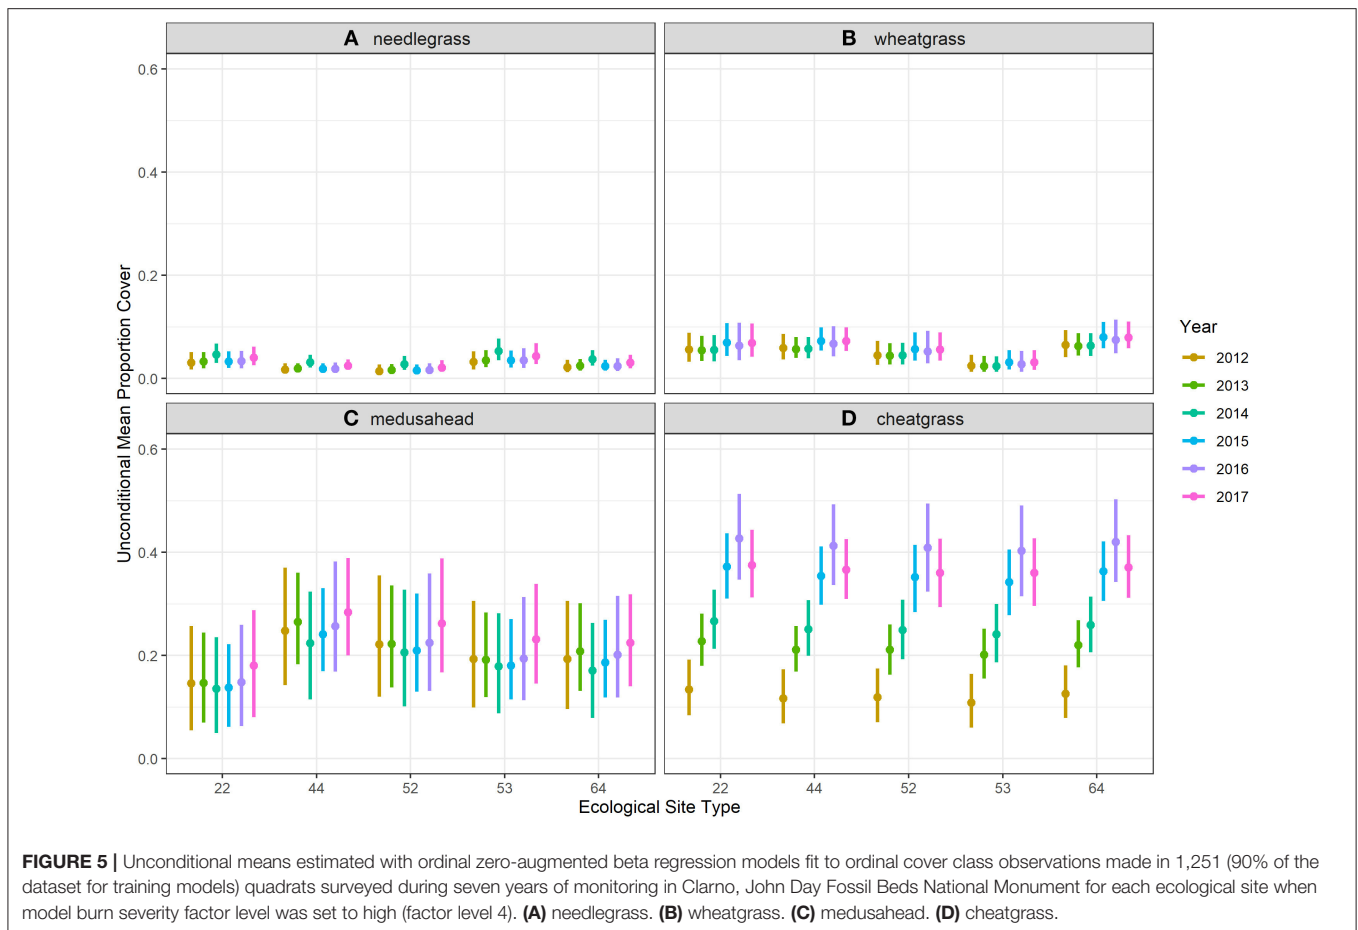 A needlegrass
B wheatgrass
0.6
0.4
0.2
0.0
C medusahead
D cheatgrass
0.6
0.4
0.2
0.0
Unconditional Mean Proportion Cover
22 44 52 53 64
22 44 52 53 64
Ecological Site Type
Year
2012
2013
2014
2015
2016
2017
FIGURE 5 | Unconditional means estimated with ordinal zero-augmented beta regression models fit to ordinal cover class observations made in 1,251 (90% of the
dataset for training models) quadrats surveyed during seven years of monitoring in Clarno, John Day Fossil Beds National Monument for each ecological site when
model burn severity factor level was set to high (factor level 4). (A) needlegrass. (B) wheatgrass. (C) medusahead. (D) cheatgrass.